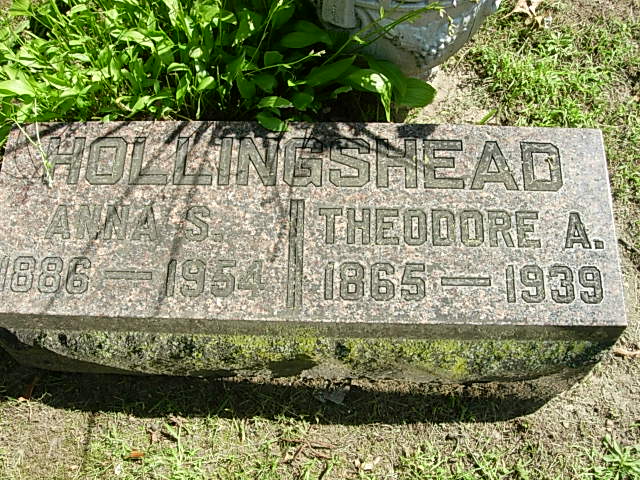 HOLLINGSHEAD
ANNA S. THEODORE A.
1886 — 1954 1865 — 1939